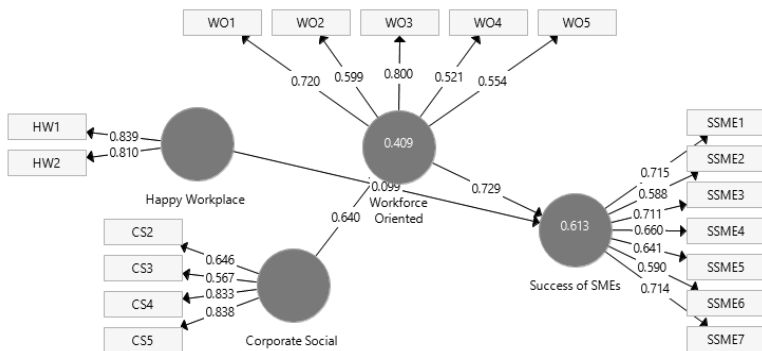 WO1
WO2
WO3
WO4
WO5
0.720
0.599
0.800
0.521
0.554
HW1
HW2
0.839
0.810
Happy Workplace
0.409
Workforce
Oriented
0.099
0.729
0.640
CS2
CS3
CS4
CS5
0.646
0.567
0.833
0.838
Corporate Social
0.613
Success of SMEs
0.715
0.588
0.711
0.660
0.641
0.590
0.714
SSME1
SSME2
SSME3
SSME4
SSME5
SSME6
SSME7